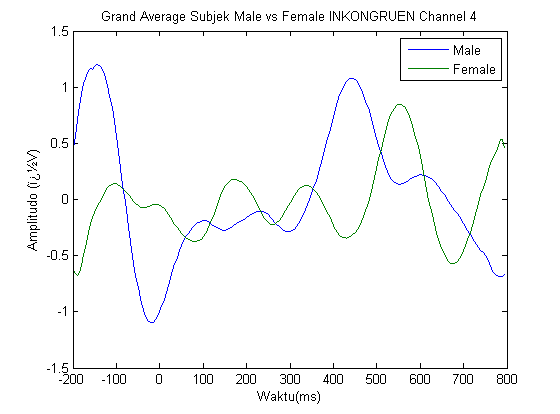 Grand Average Subjek Male vs Female INKONGRUEN Channel 4
Male
Female
Amplitudo (ï¿½V)
1.5
1
0.5
0
-0.5
-1
-1.5
-200 -100 0 100 200 300 400 500 600 700 800
Waktu(ms)